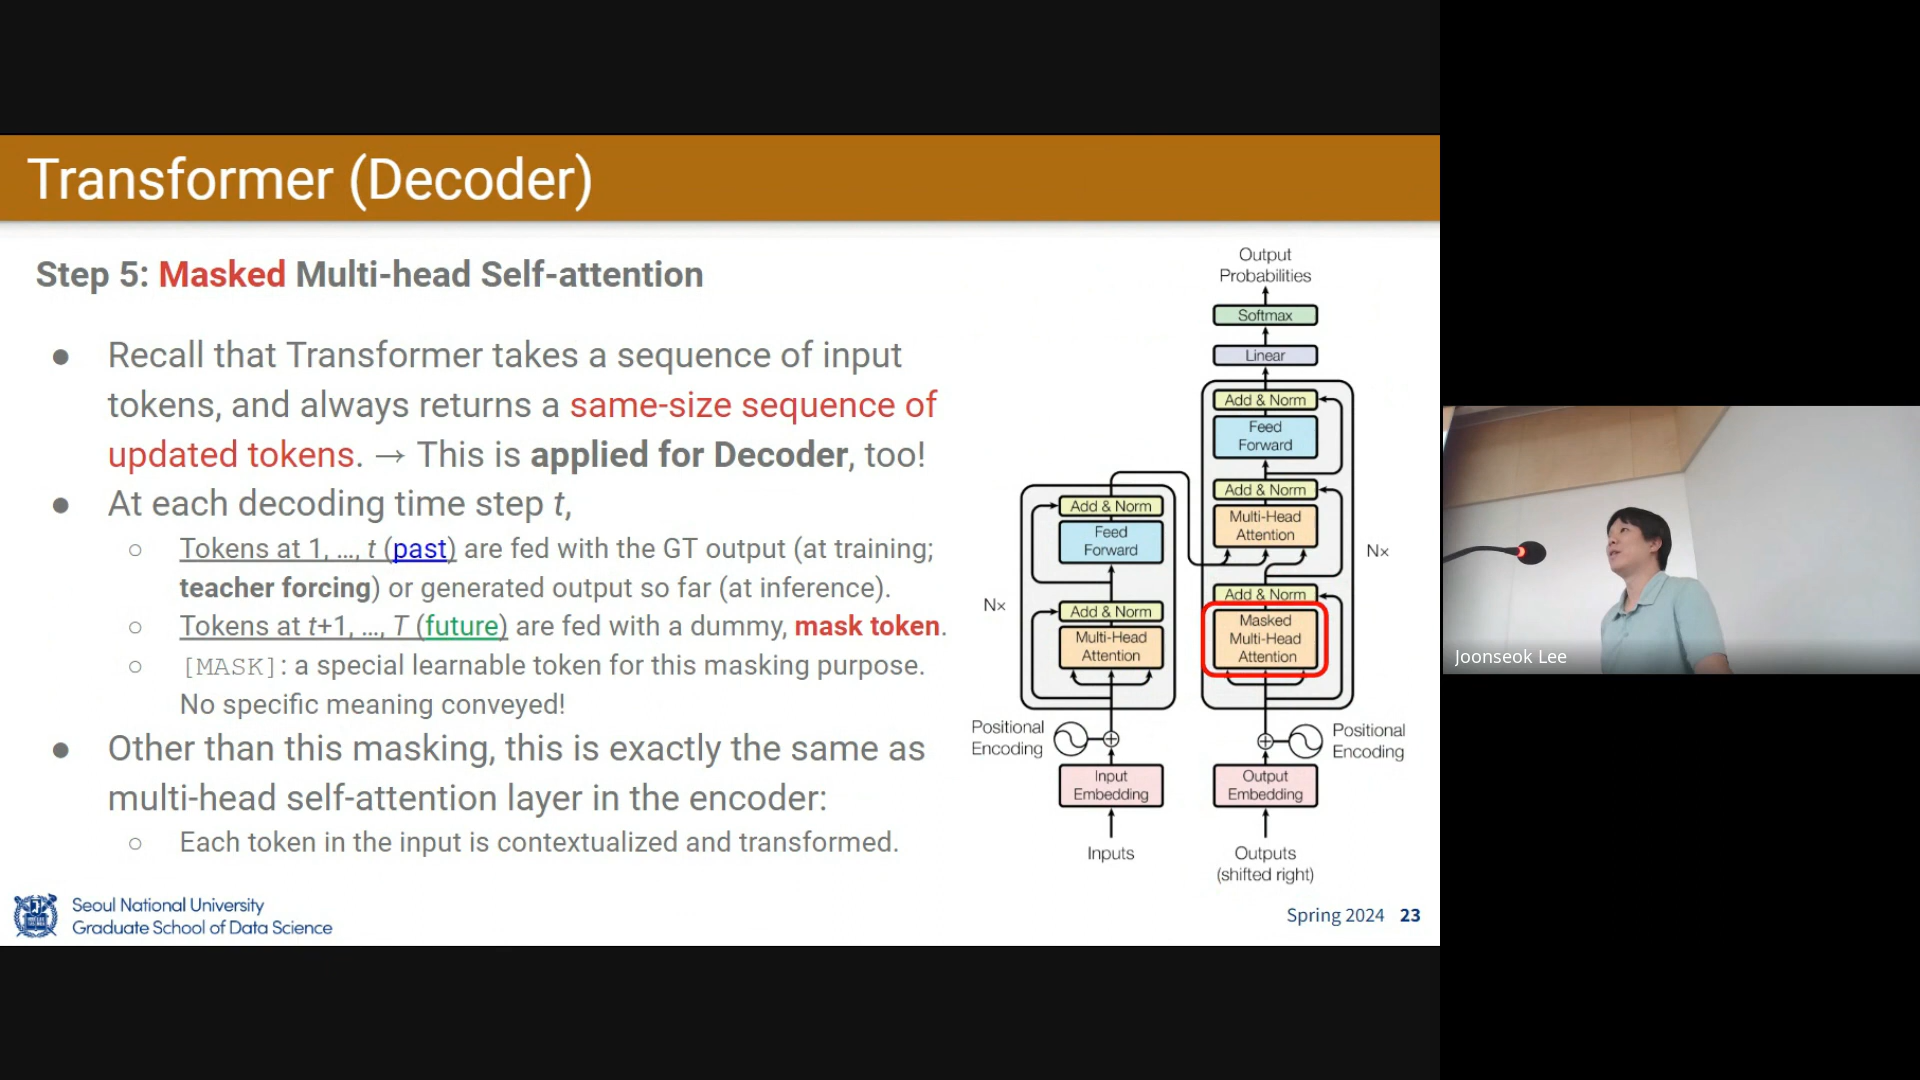 Transformer (Decoder)
Step 5: Masked Multi-head Self-attention
● Recall that Transformer takes a sequence of input
tokens, and always returns a same-size sequence of
updated tokens. → This is applied for Decoder, too!
● At each decoding time step t,
○ Tokens at 1, ..., t (past) are fed with the GT output (at training;
teacher forcing) or generated output so far (at inference).
○ Tokens at t+1, ..., T (future) are fed with a dummy, mask token.
○ [MASK]: a special learnable token for this masking purpose.
No specific meaning conveyed!
● Other than this masking, this is exactly the same as
multi-head self-attention layer in the encoder:
○ Each token in the input is contextualized and transformed.
Output
Probabilities
Softmax
Linear
Add & Norm
Feed
Forward
Add & Norm
Multi-Head
Attention
Nx
Add & Norm
Masked
Multi-Head
Attention
Positional
Encoding
Output
Embedding
Outputs
(shifted right)
Add & Norm
Feed
Forward
Nx
Add & Norm
Multi-Head
Attention
Positional
Encoding
Input
Embedding
Inputs
Seoul National University
Graduate School of Data Science
Spring 2024 23
Joonseok Lee